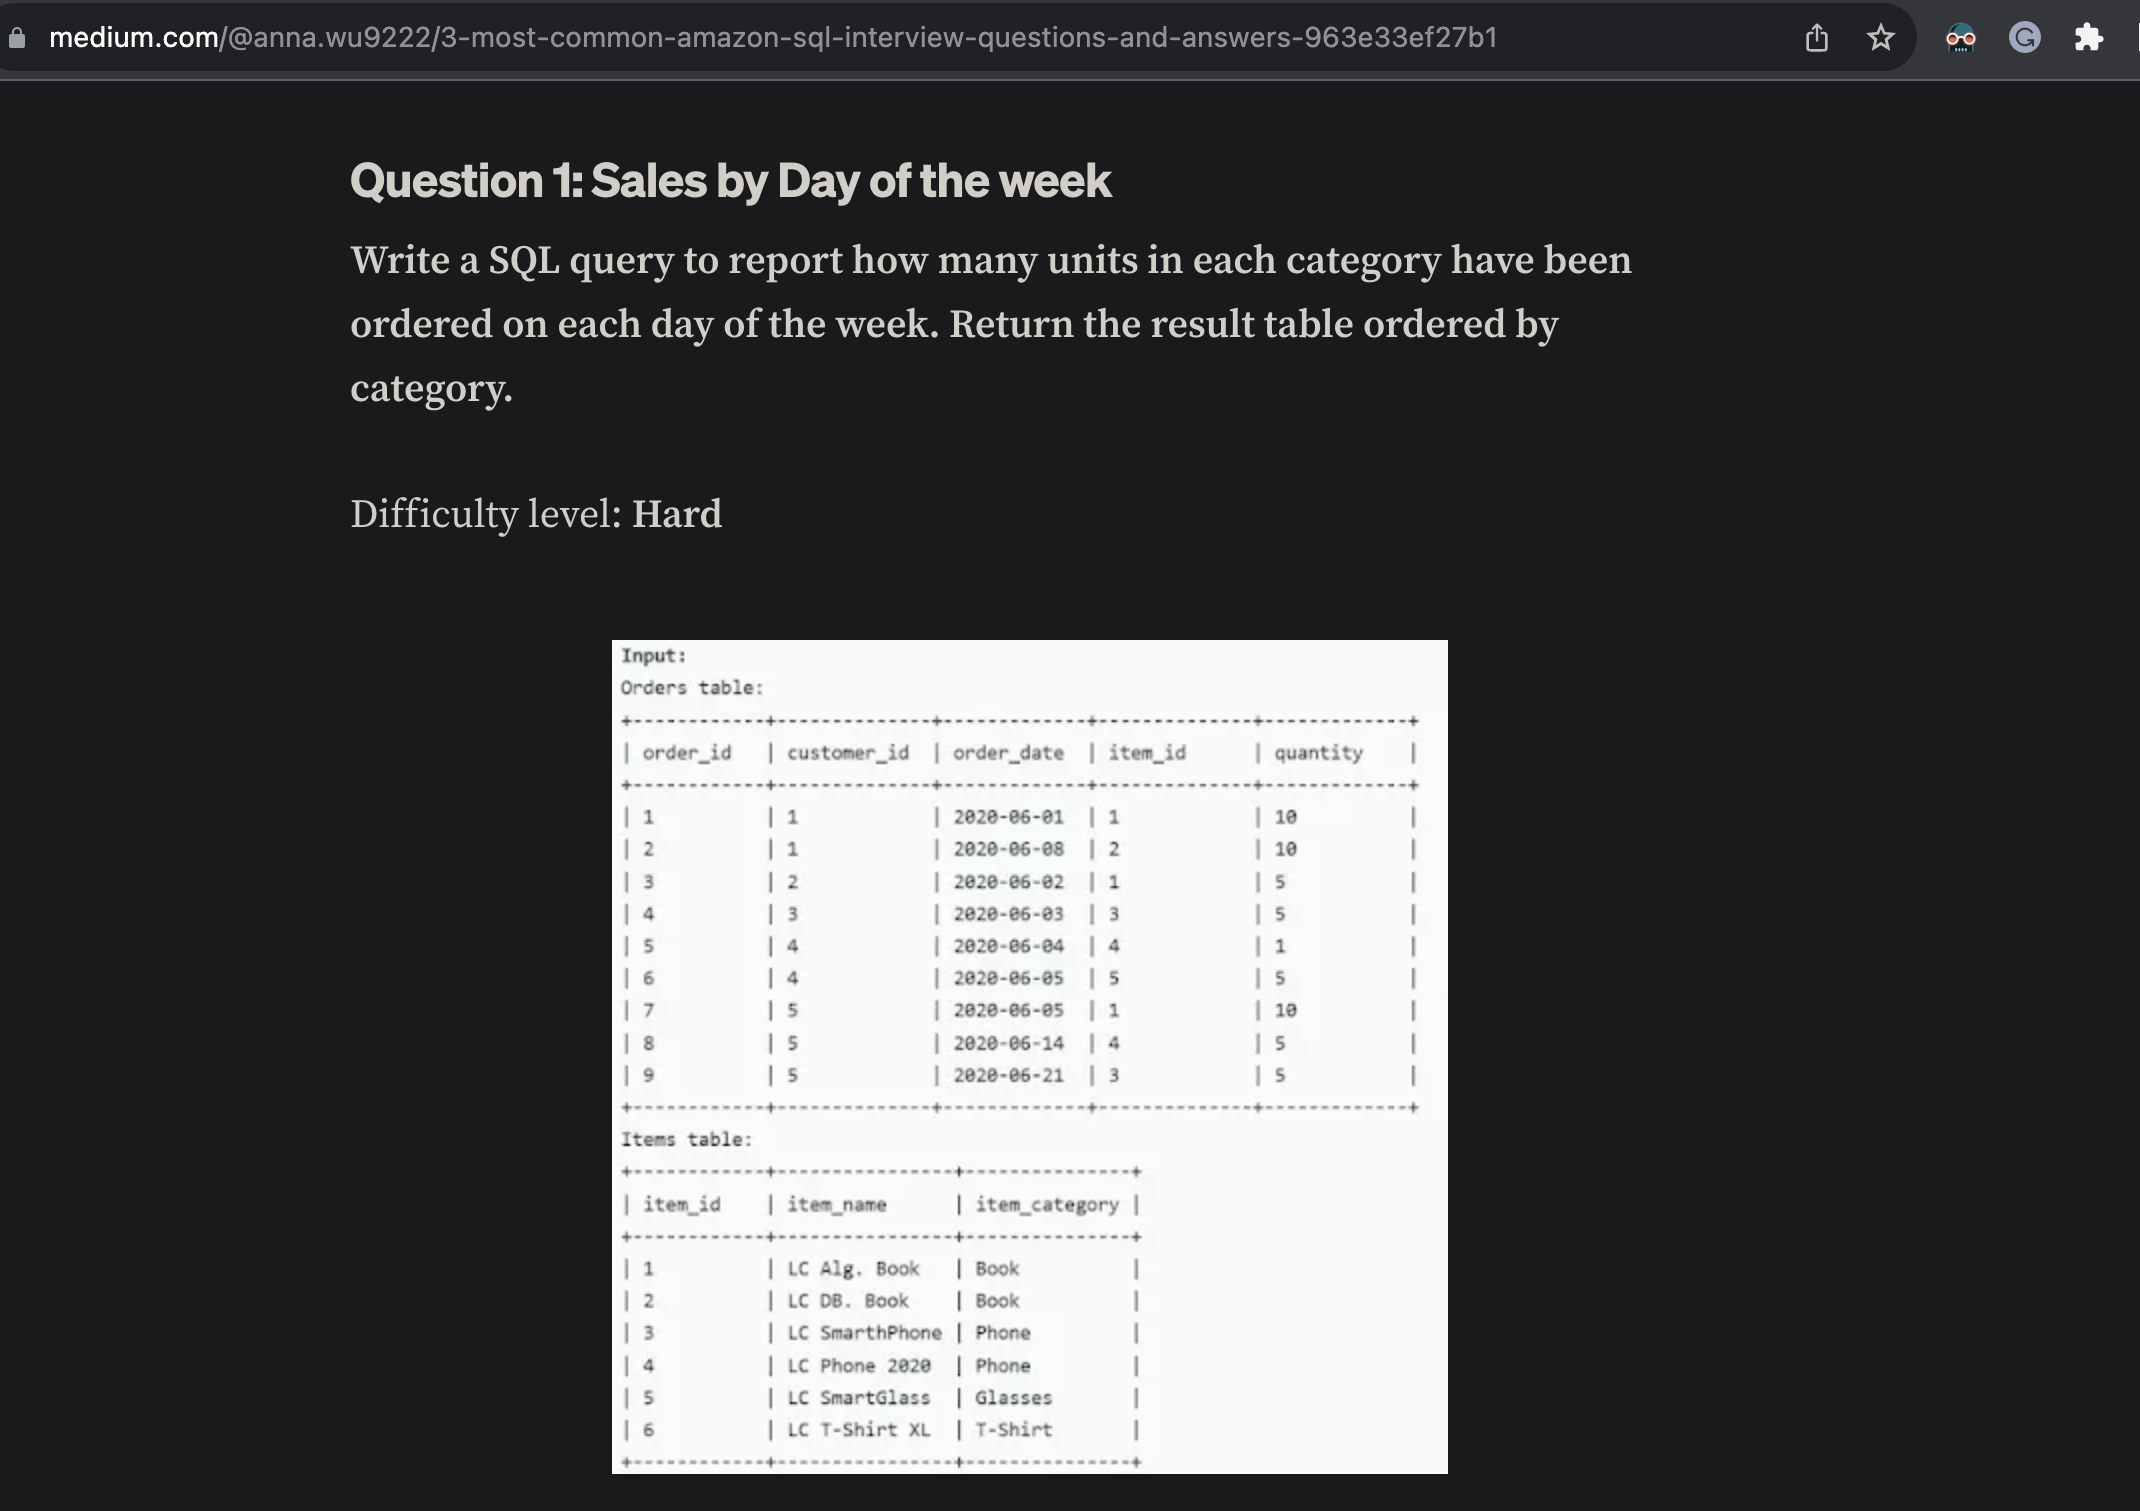 medium.com/@anna.wu9222/3-most-common-amazon-sql-interview-questions-and-answers-963e33ef27b1
Question 1: Sales by Day of the week
Write a SQL query to report how many units in each category have been
ordered on each day of the week. Return the result table ordered by
category.
Difficulty level: Hard
Input:
Orders table:
+------------+--------------+-------------+--------------+-------------+
| order_id | customer_id | order_date | item_id | quantity |
+------------+--------------+-------------+--------------+-------------+
| 1 | 1 | 2020-06-01 | 1 | 10 |
| 2 | 1 | 2020-06-08 | 2 | 10 |
| 3 | 2 | 2020-06-02 | 1 | 5 |
| 4 | 3 | 2020-06-03 | 3 | 5 |
| 5 | 4 | 2020-06-04 | 4 | 1 |
| 6 | 4 | 2020-06-05 | 5 | 5 |
| 7 | 5 | 2020-06-05 | 1 | 10 |
| 8 | 5 | 2020-06-14 | 4 | 5 |
| 9 | 5 | 2020-06-21 | 3 | 5 |
+------------+--------------+-------------+--------------+-------------+
Items table:
+------------+----------------+---------------+
| item_id | item_name | item_category |
+------------+----------------+---------------+
| 1 | LC Alg. Book | Book |
| 2 | LC DB. Book | Book |
| 3 | LC SmarthPhone | Phone |
| 4 | LC Phone 2020 | Phone |
| 5 | LC SmartGlass | Glasses |
| 6 | LC T-Shirt XL | T-Shirt |
+------------+----------------+---------------+